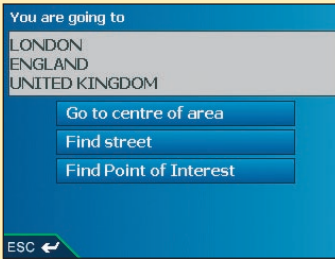 You are going to
LONDON
ENGLAND
UNITED KINGDOM
Go to centre of area
Find street
Find Point of Interest
ESC